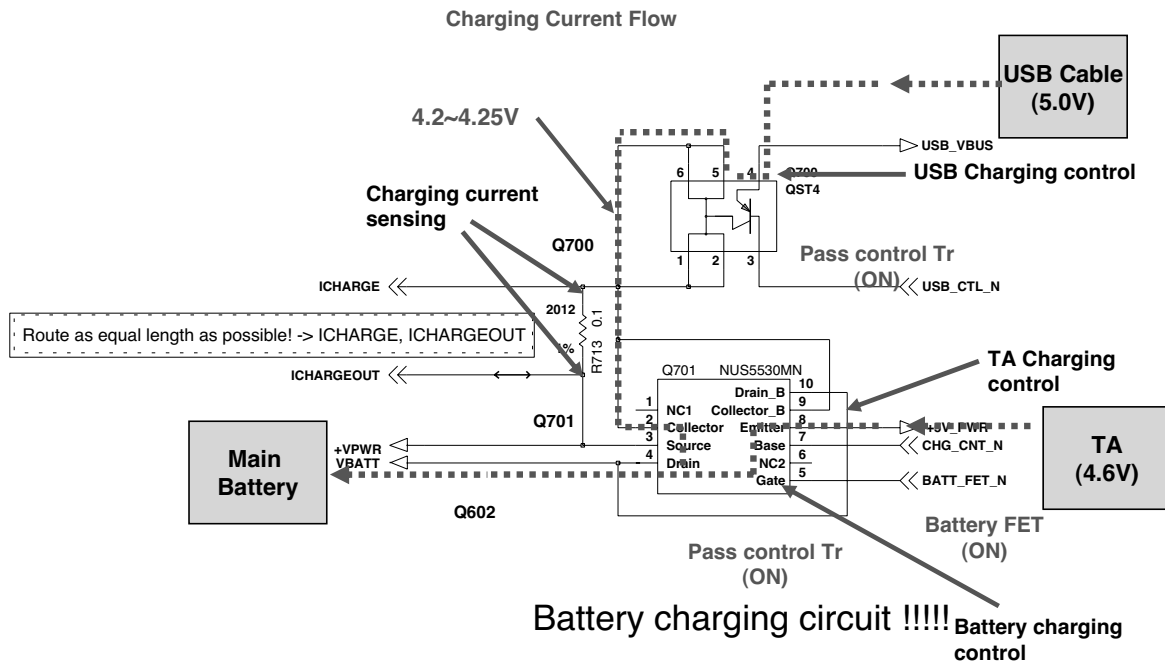 Charging Current Flow
USB Cable
(5.0V)
4.2~4.25V
USB_VBUS
6 5 4 Q700
QST4
USB Charging control
Charging current
sensing
Q700
1 2 3
Pass control Tr
(ON)
ICHARGE
USB_CTL_N
2012
0.1
R713
1%
Route as equal length as possible! -> ICHARGE, ICHARGEOUT
ICHARGEOUT
Q701 NUS5530MN
TA Charging
control
Q701
1 NC1
2 Collector
3 Source
4 Drain
Drain_B 10
Collector_B 9
Emitter 8
Base 7
NC2 6
Gate 5
+5V_PWR
CHG_CNT_N
BATT_FET_N
TA
(4.6V)
+VPWR
VBATT
Main
Battery
Q602
Battery FET
(ON)
Pass control Tr
(ON)
Battery charging circuit !!!!!
Battery charging
control